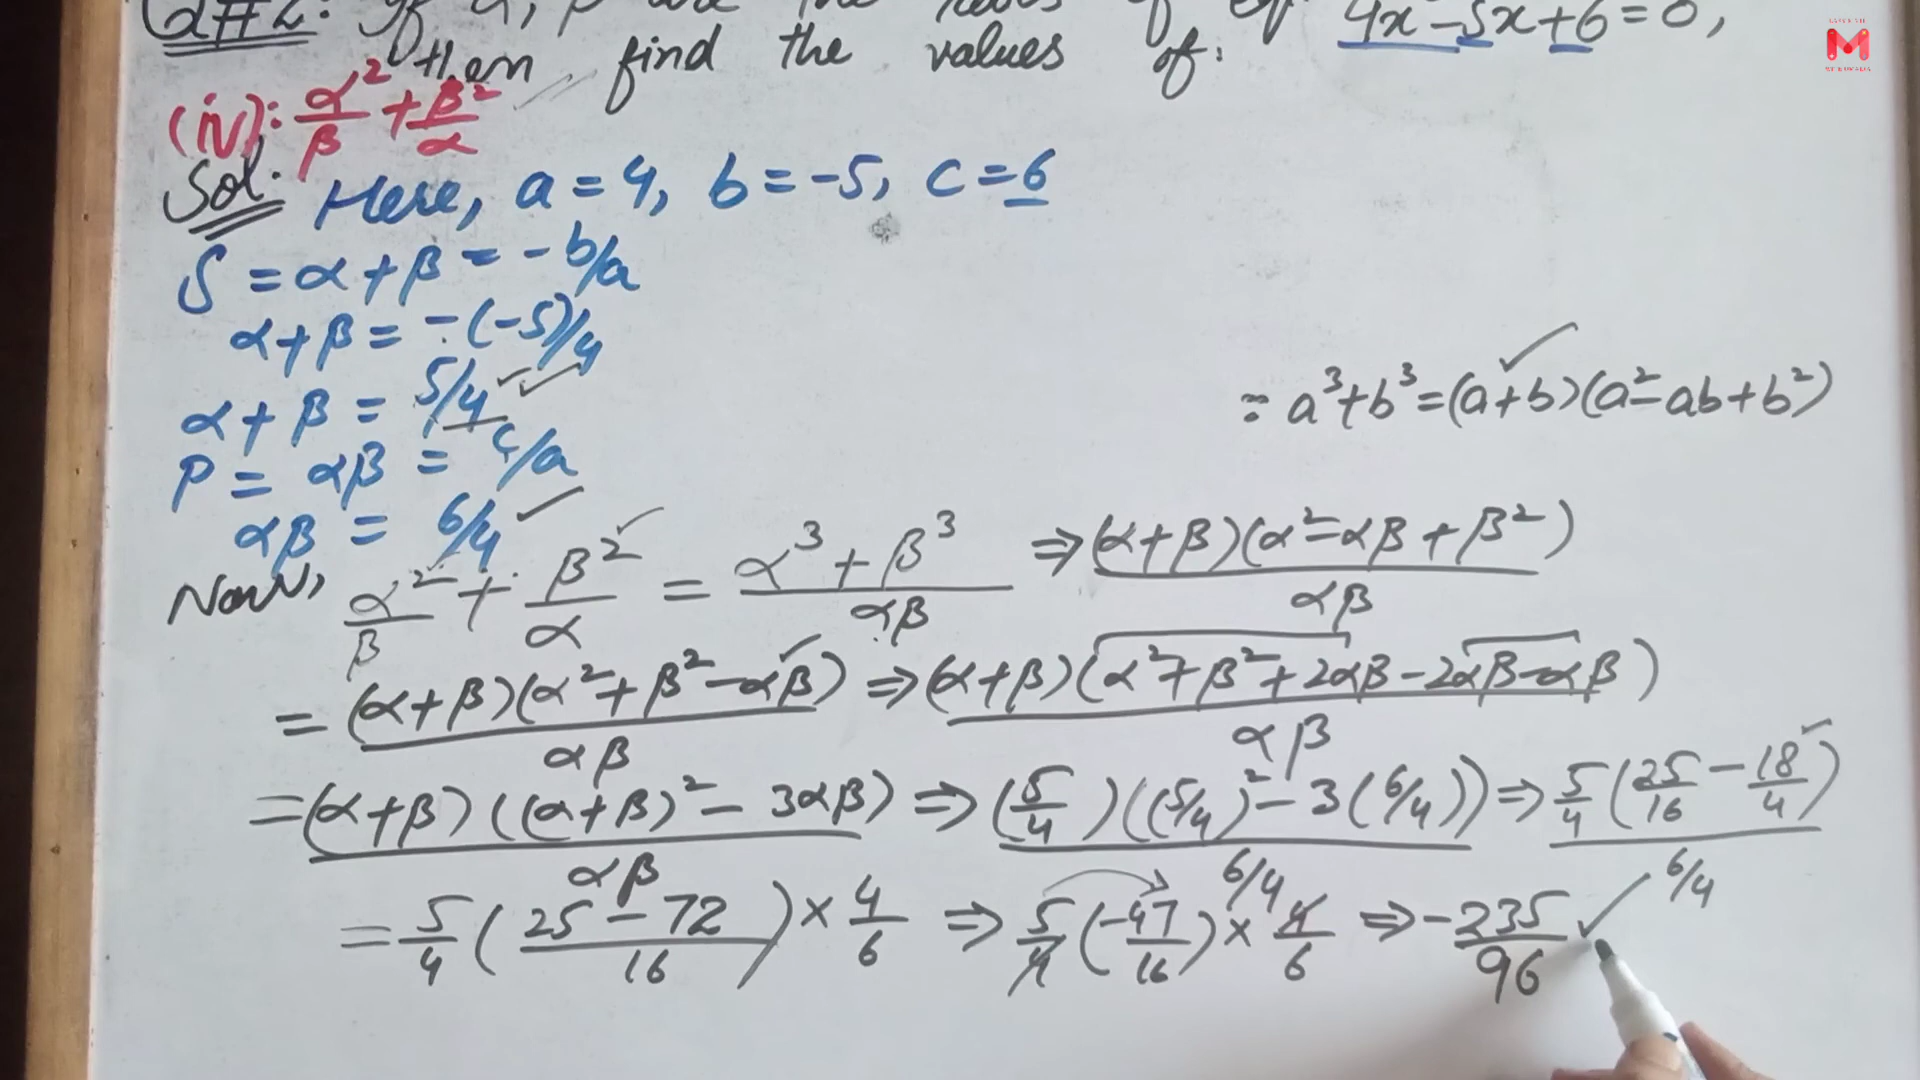 Q#2: If α, β are the roots of eq 4x²-5x+6=0,
then find the values of:
(iv): α²/β + β²/α
Sol: Here, a = 4, b = -5, c = 6
S = α + β = - b/a
α + β = -(-5)/4
α + β = 5/4
∵ a³+b³=(a+b)(a²-ab+b²)
P = αβ = c/a
αβ = 6/4
Now, α²/β + β²/α = α³ + β³/αβ ⇒ (α+β)(α²-αβ+β²)/αβ
= (α+β)(α²+β²-αβ)/αβ ⇒ (α+β)(α²+β²+2αβ-2αβ-αβ)/αβ
= (α+β)((α+β)²-3αβ)/αβ ⇒ (5/4)((5/4)²-3(6/4))/6/4 ⇒ 5/4(25/16-18/4)/6/4
= 5/4(25-72/16)×4/6 ⇒ 5/4(-47/16)×4/6 ⇒ -235/96